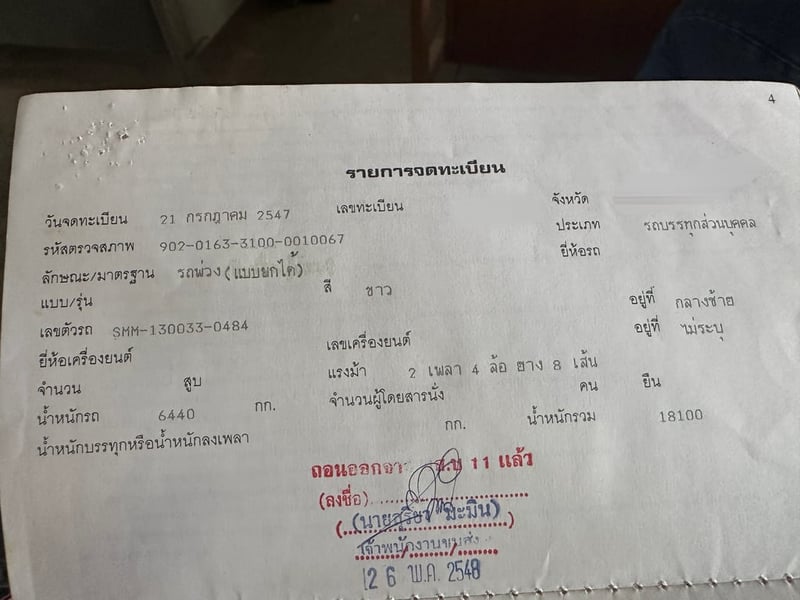 4
รายการจดทะเบียน
วันจดทะเบียน 21 กรกฎาคม 2547 เลขทะเบียน จังหวัด
รหัสตรวจสภาพ 902-0163-3100-0010067 ประเภท รถบรรทุกส่วนบุคคล
ลักษณะ/มาตรฐาน รถพ่วง(แบบยกได้) ยี่ห้อรถ
แบบ/รุ่น สี ขาว
เลขตัวรถ SMM-130033-0484 อยู่ที่ กลางซ้าย
ยี่ห้อเครื่องยนต์ เลขเครื่องยนต์ อยู่ที่ ไม่ระบุ
จำนวน สูบ แรงม้า 2 เพลา 4 ล้อ ยาง 8 เส้น
น้ำหนักรถ 6440 กก. จำนวนผู้โดยสารนั่ง คน ยืน
น้ำหนักบรรทุกหรือน้ำหนักลงเพลา กก. น้ำหนักรวม 18100
ถอนออกจาก 11 แล้ว
(ลงชื่อ)
เจ้าพนักงานขนส่ง
26 พ.ค. 2548